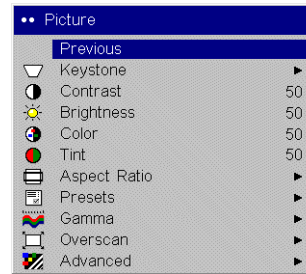 •• Picture
Previous
Keystone
Contrast 50
Brightness 50
Color 50
Tint 50
Aspect Ratio
Presets
Gamma
Overscan
Advanced